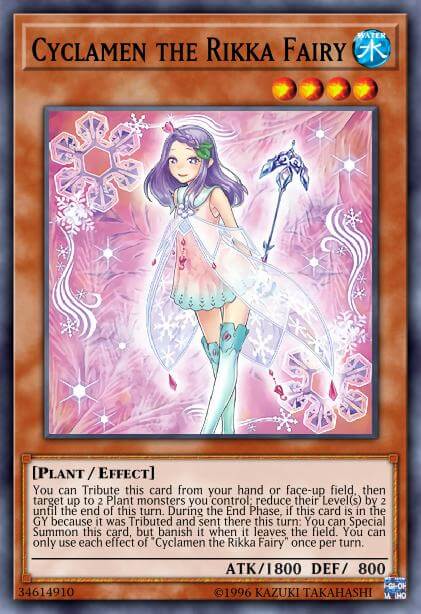 CYCLAMEN THE RIKKA FAIRY
WATER
水
[PLANT / EFFECT]
You can Tribute this card from your hand or face-up field, then
target up to 2 Plant monsters you control; reduce their Level(s) by 2
until the end of this turn. During the End Phase, if this card is in the
GY because it was Tributed and sent there this turn: You can Special
Summon this card, but banish it when it leaves the field. You can
only use each effect of "Cyclamen the Rikka Fairy" once per turn.
ATK/1800 DEF/ 800
34614910
©1996 KAZUKI TAKAHASHI